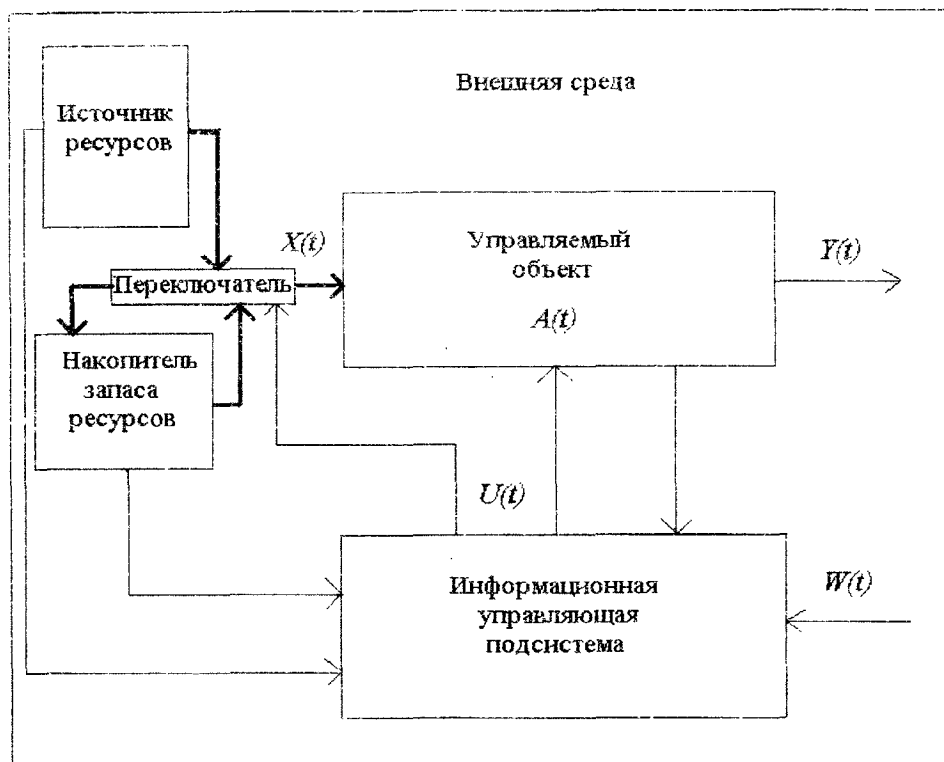 Внешняя среда
Источник
ресурсов
X(t)
Управляемый
объект
A(t)
Y(t)
Переключатель
Накопитель
запаса
ресурсов
U(t)
Информационная
управляющая
подсистема
W(t)